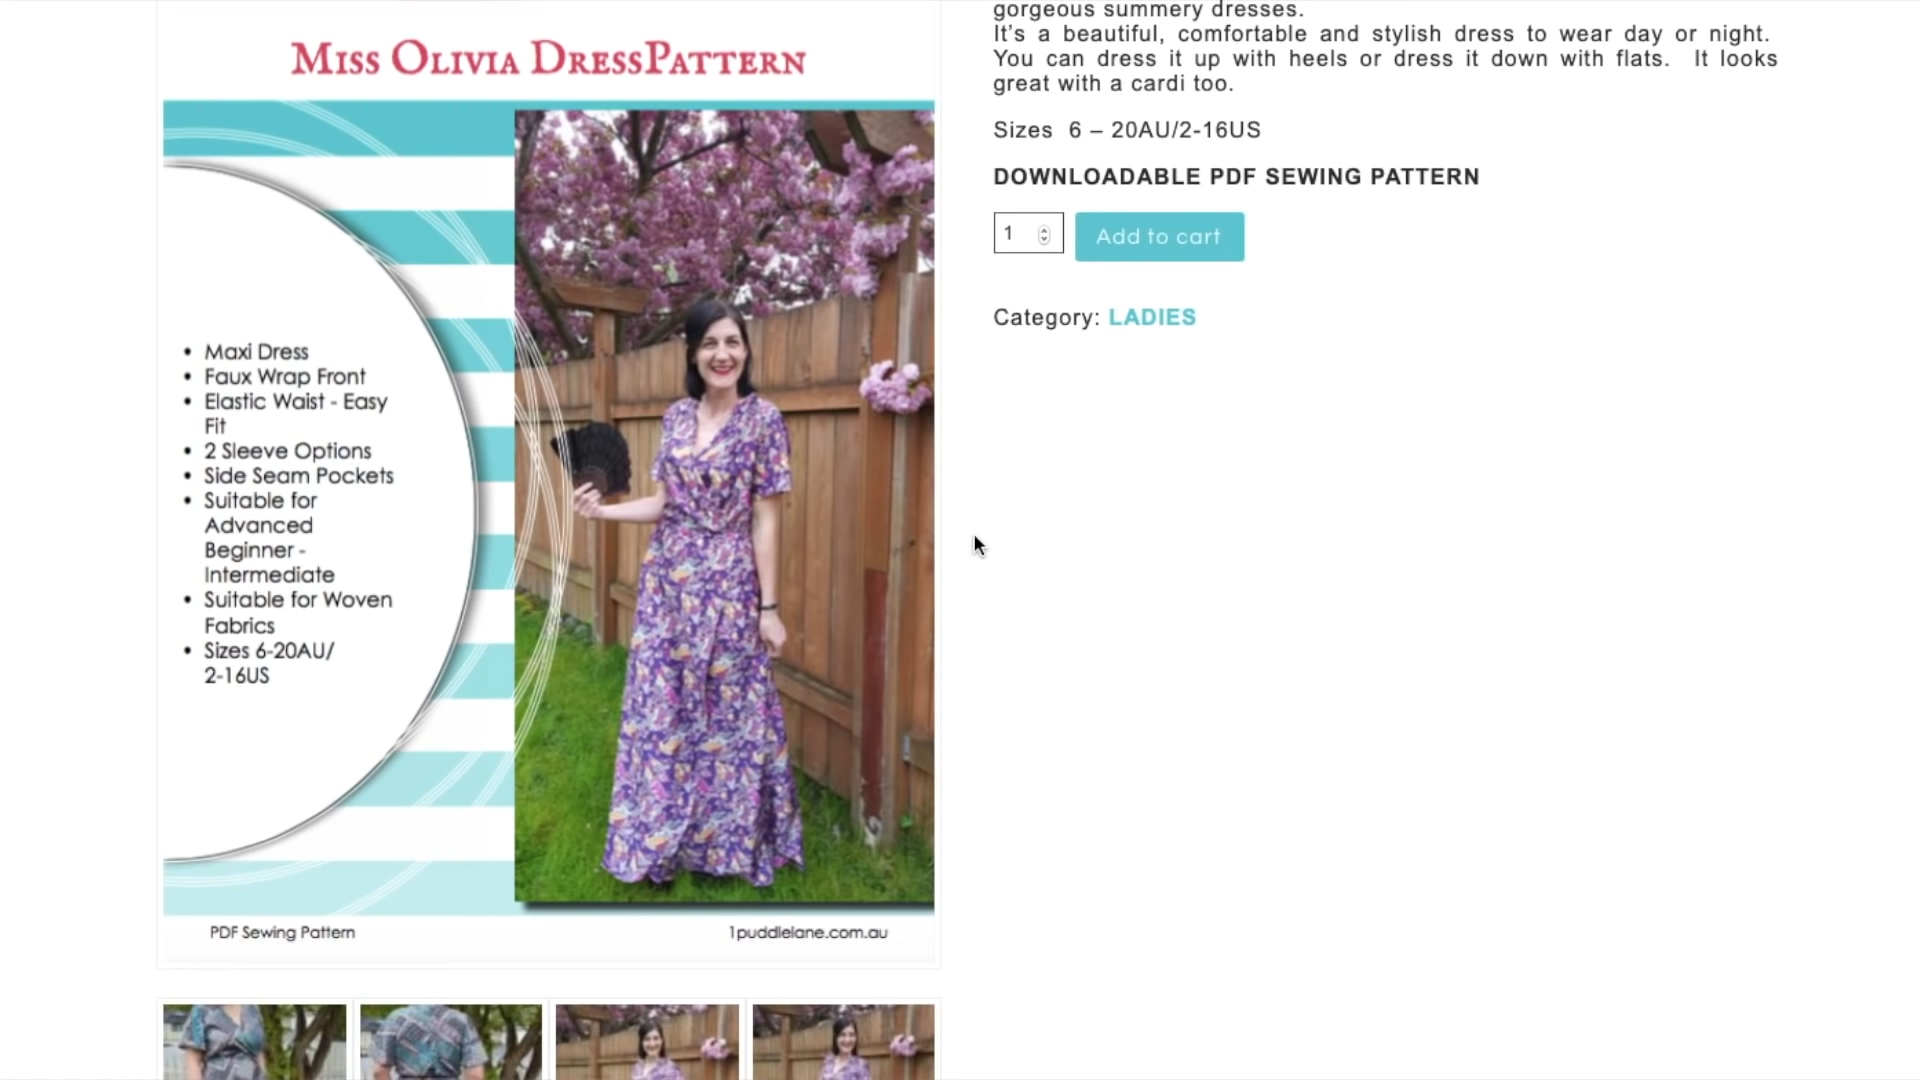 Miss Olivia DressPattern
Maxi Dress
Faux Wrap Front
Elastic Waist - Easy
Fit
2 Sleeve Options
Side Seam Pockets
Suitable for
Advanced
Beginner -
Intermediate
Suitable for Woven
Fabrics
Sizes 6-20AU/
2-16US
PDF Sewing Pattern
1puddlelane.com.au
gorgeous summery dresses.
It's a beautiful, comfortable and stylish dress to wear day or night.
You can dress it up with heels or dress it down with flats. It looks
great with a cardi too.
Sizes 6 – 20AU/2-16US
DOWNLOADABLE PDF SEWING PATTERN
1
Add to cart
Category: LADIES